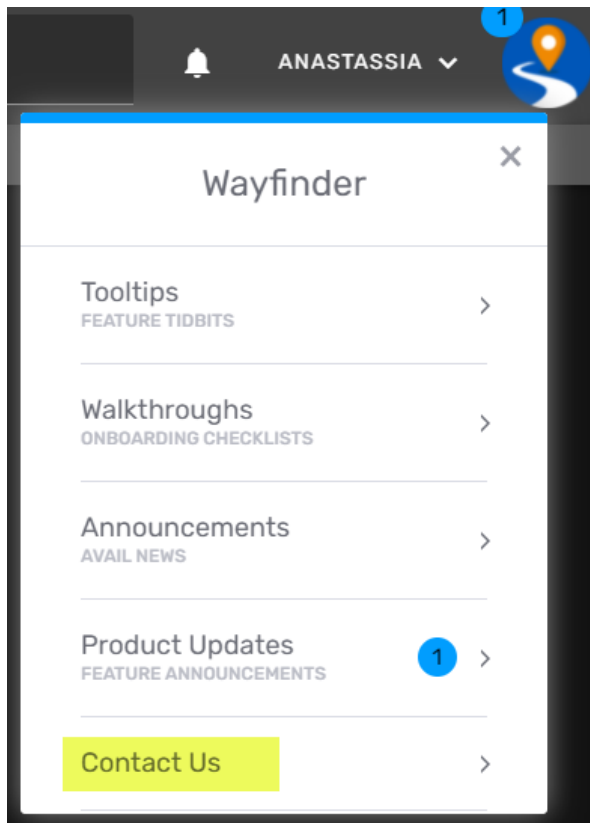 1
ANASTASSIA
Wayfinder
Tooltips
FEATURE TIDBITS
Walkthroughs
ONBOARDING CHECKLISTS
Announcements
AVAIL NEWS
Product Updates
1
FEATURE ANNOUNCEMENTS
Contact Us